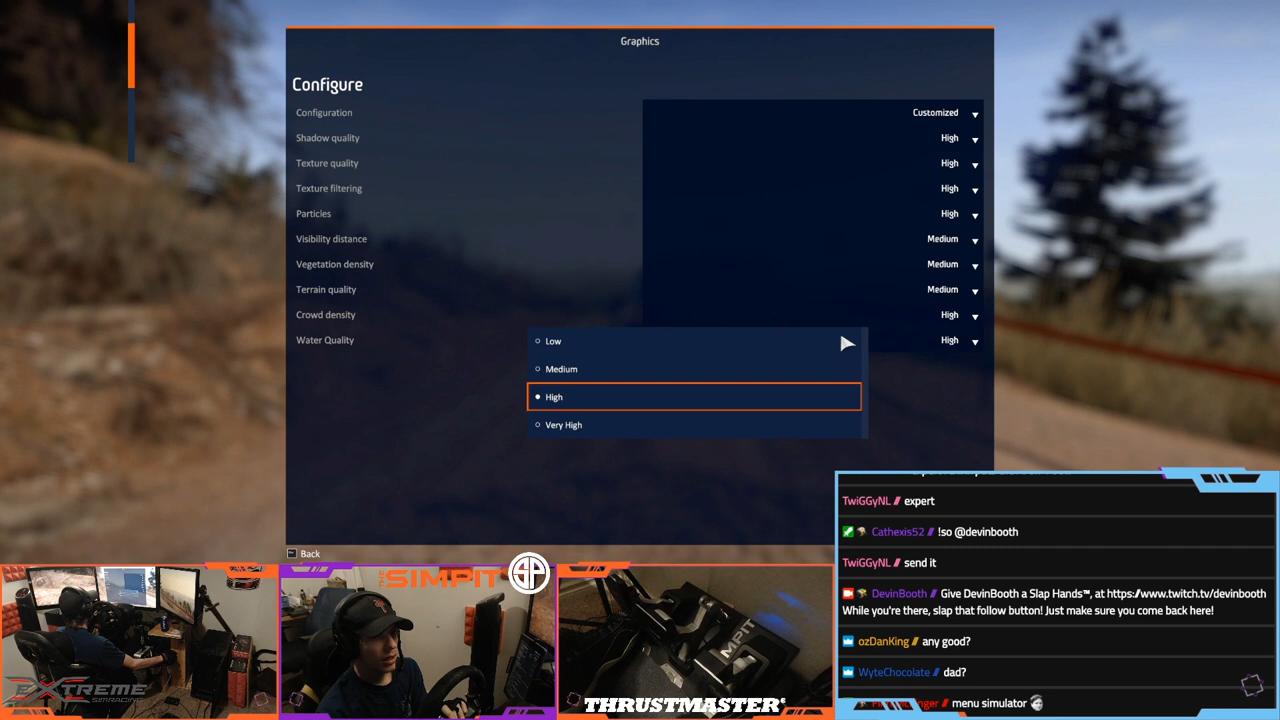 Graphics
Configure
Configuration Customized
Shadow quality High
Texture quality High
Texture filtering High
Particles High
Visibility distance Medium
Vegetation density Medium
Terrain quality Medium
Crowd density High
Water Quality High
Low
Medium
High
Very High
Back
TwiGGyNL // expert
Cathexis52 // !so @devinbooth
TwiGGyNL // send it
DevinBooth // Give DevinBooth a Slap Hands™, at https://www.twitch.tv/devinbooth
While you're there, slap that follow button! Just make sure you come back here!
ozDanKing // any good?
WyteChocolate // dad?
// menu simulator
THE SIMPIT SP
EXTREME
SIMRACING
SIMPIT
THRUSTMASTER